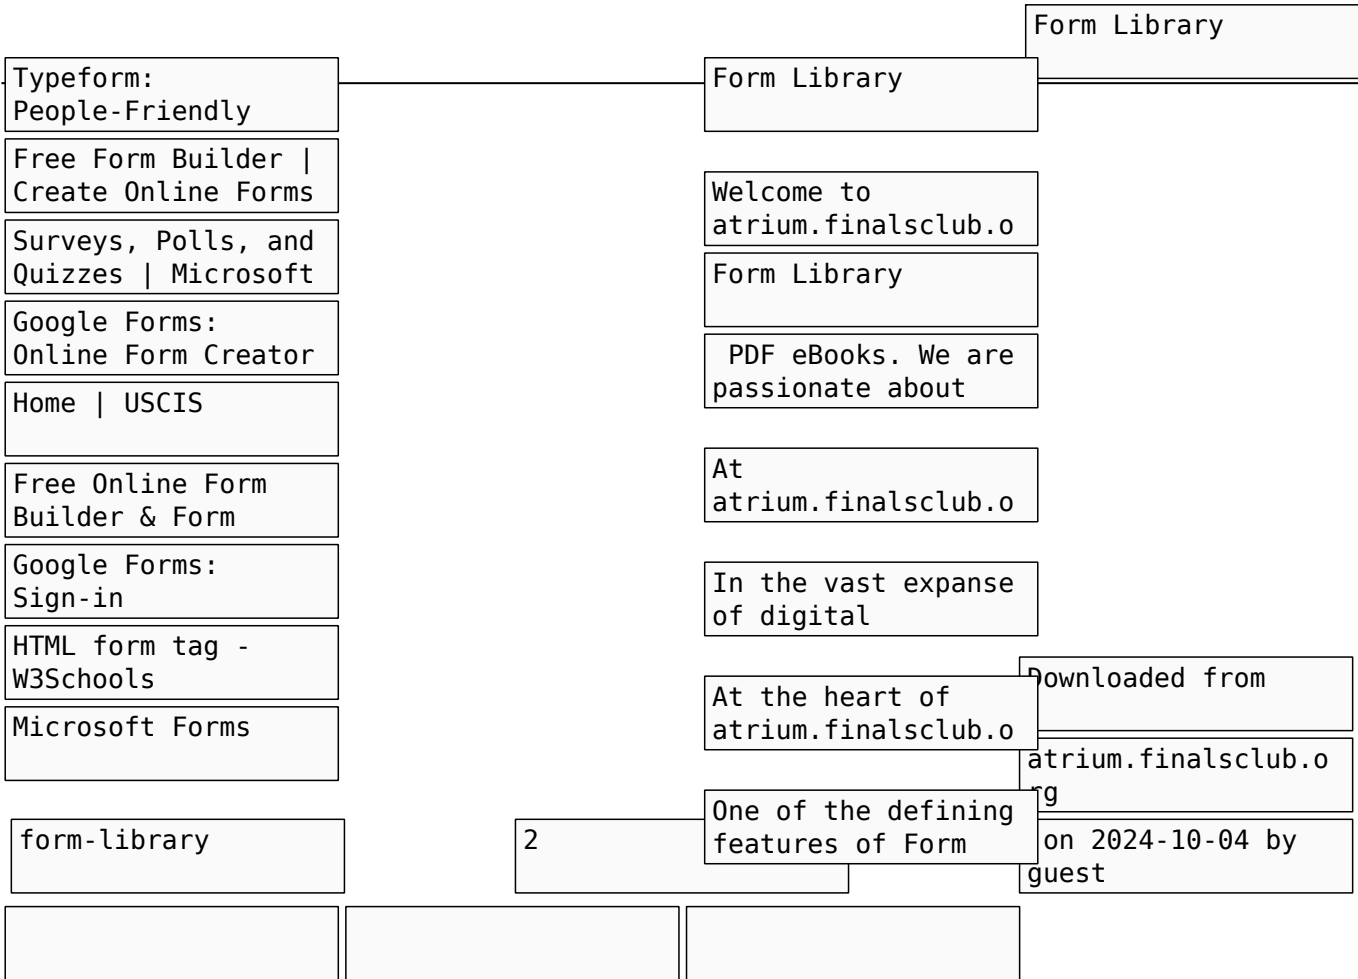 Form Library
Typeform:
People-Friendly
Free Form Builder |
Create Online Forms
Surveys, Polls, and
Quizzes | Microsoft
Google Forms:
Online Form Creator
Home | USCIS
Free Online Form
Builder & Form
Google Forms:
Sign-in
HTML form tag -
W3Schools
Microsoft Forms
Form Library
Welcome to
atrium.finalsclub.o
Form Library
PDF eBooks. We are
passionate about
At
atrium.finalsclub.o
In the vast expanse
of digital
At the heart of
atrium.finalsclub.o
One of the defining
features of Form
Downloaded from
atrium.finalsclub.o
rg
on 2024-10-04 by
guest
form-library
2